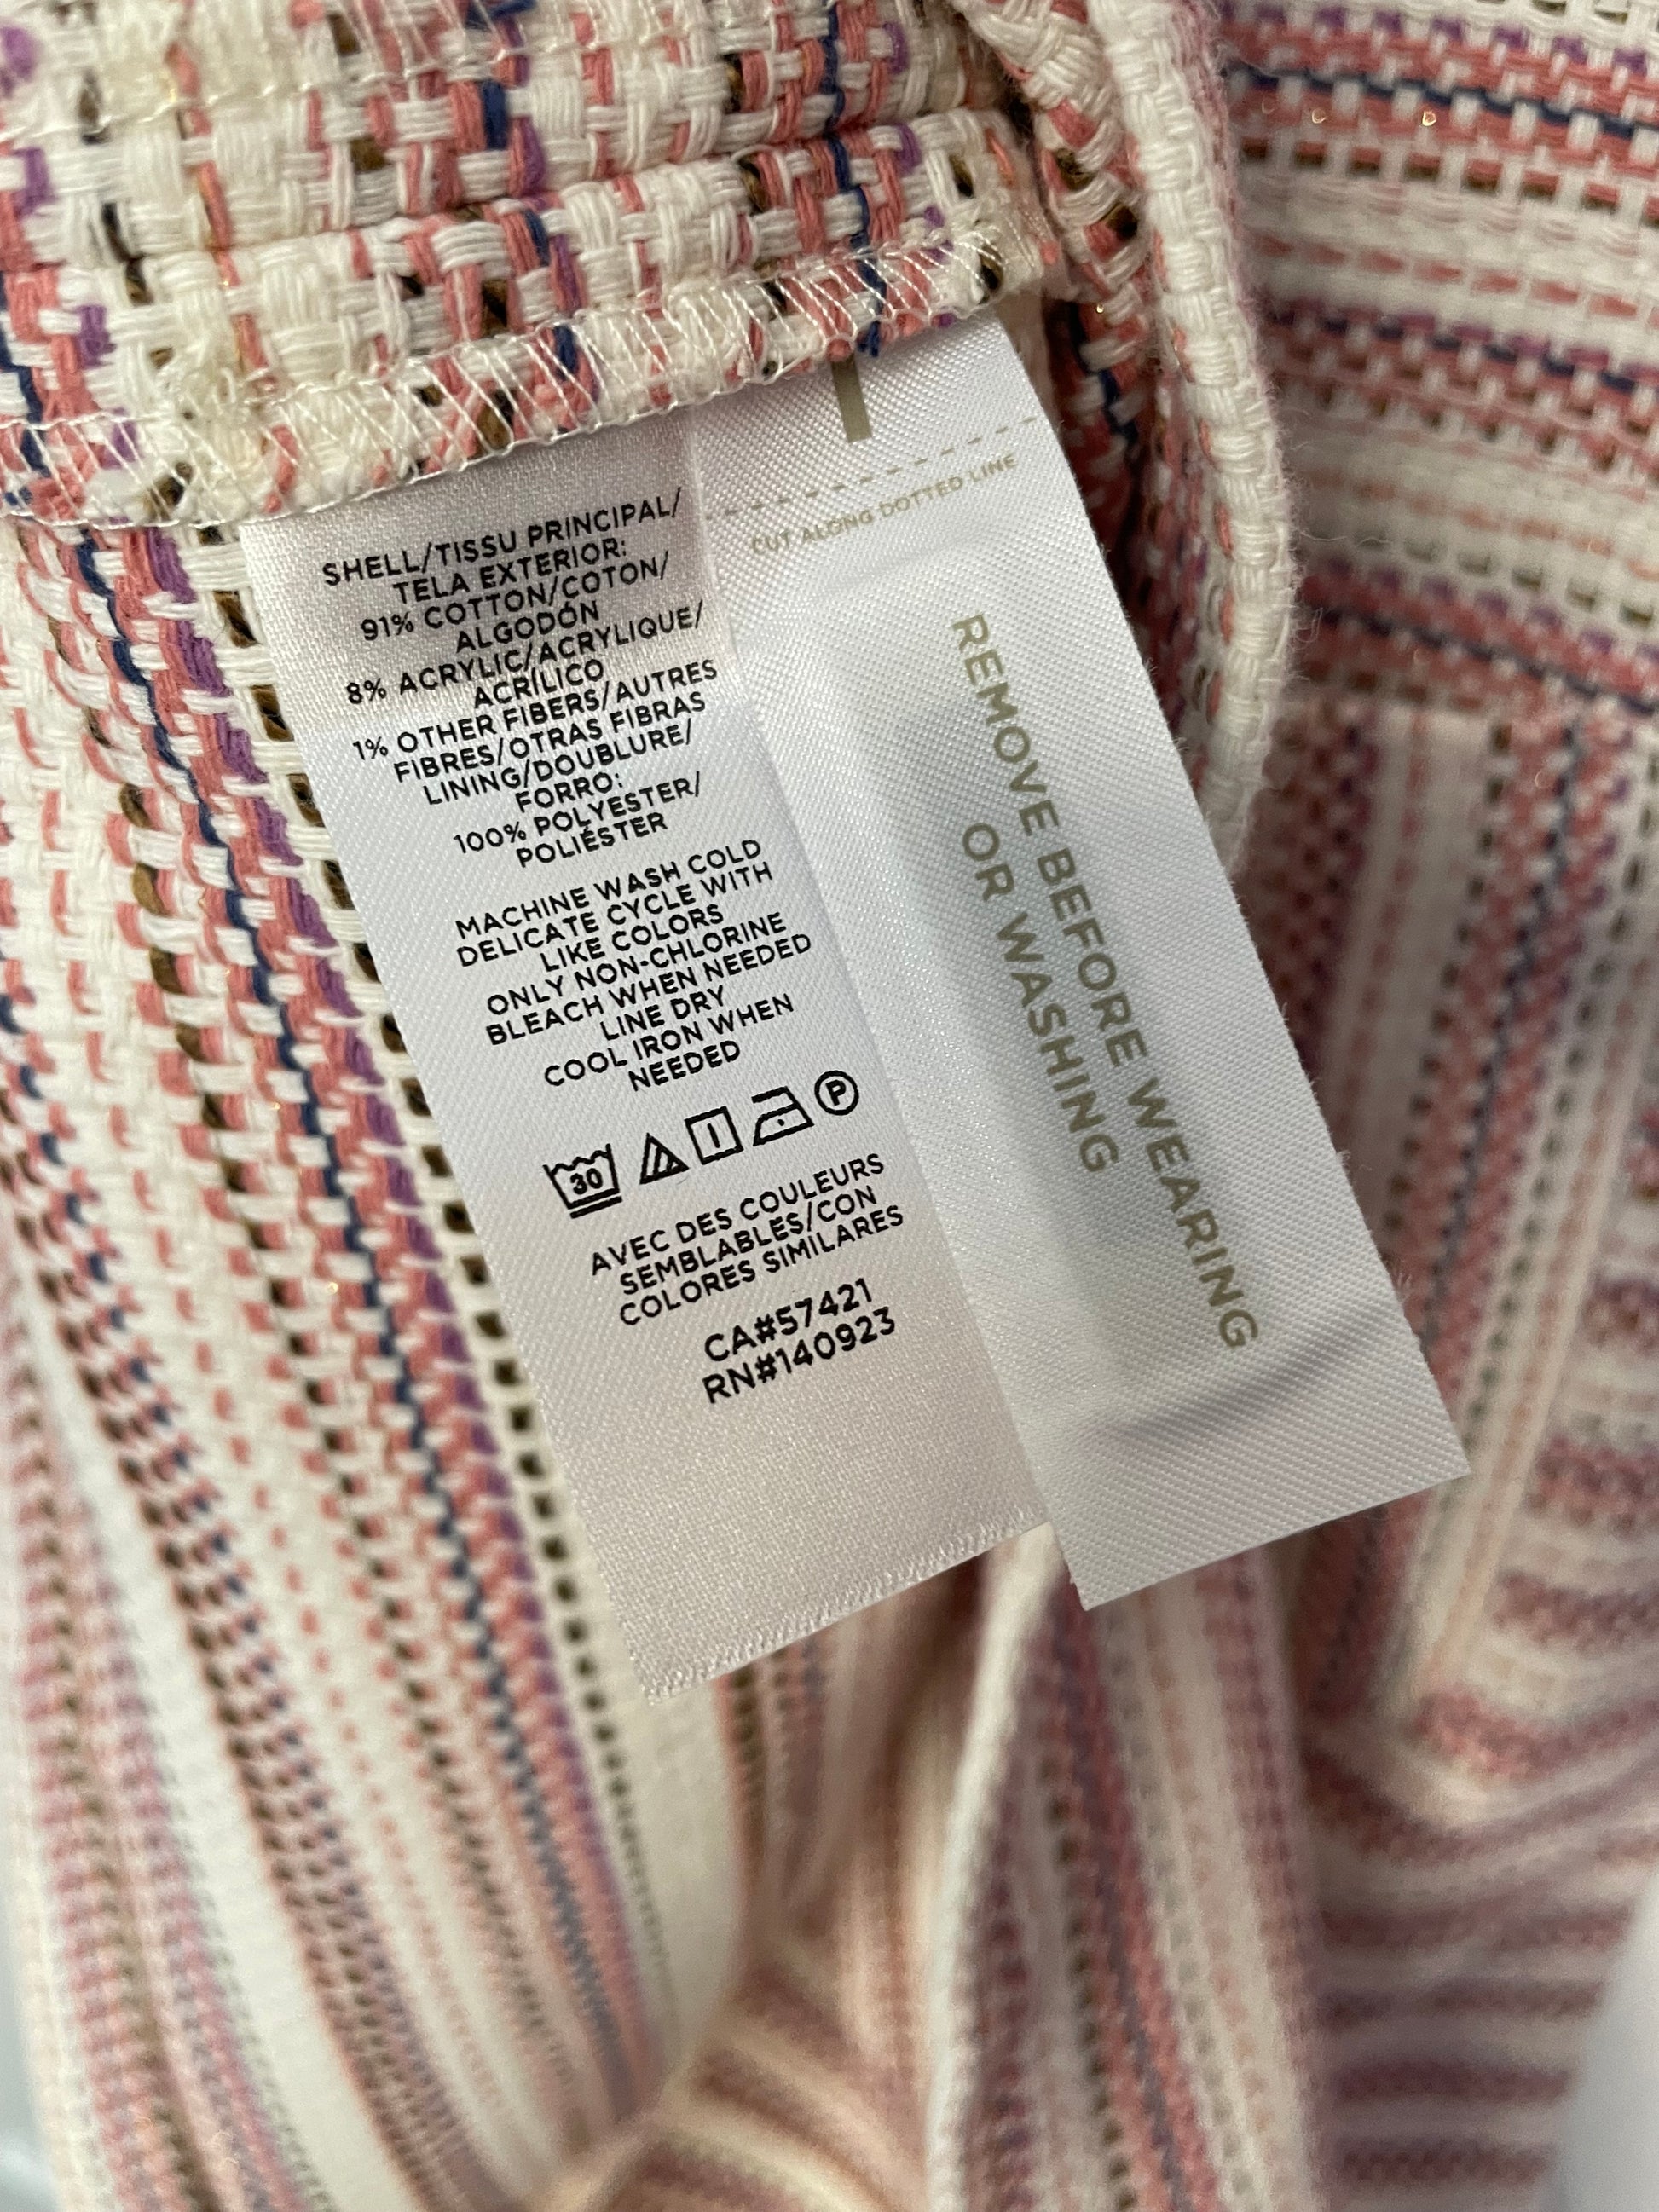 SHELL/TISSU PRINCIPAL/
TELA EXTERIOR:
91% COTTON/COTON/
ALGODÓN
8% ACRYLIC/ACRYLIQUE/
ACRÍLICO
1% OTHER FIBERS/AUTRES
FIBRES/OTRAS FIBRAS
LINING/DOUBLURE/
FORRO:
100% POLYESTER/
POLIÉSTER
MACHINE WASH COLD
DELICATE CYCLE WITH
LIKE COLORS
ONLY NON-CHLORINE
BLEACH WHEN NEEDED
LINE DRY
COOL IRON WHEN
NEEDED
30 P
AVEC DES COULEURS
SEMBLABLES/CON
COLORES SIMILARES
CA#57421
RN#140923
CUT ALONG DOTTED LINE
REMOVE BEFORE WEARING
OR WASHING